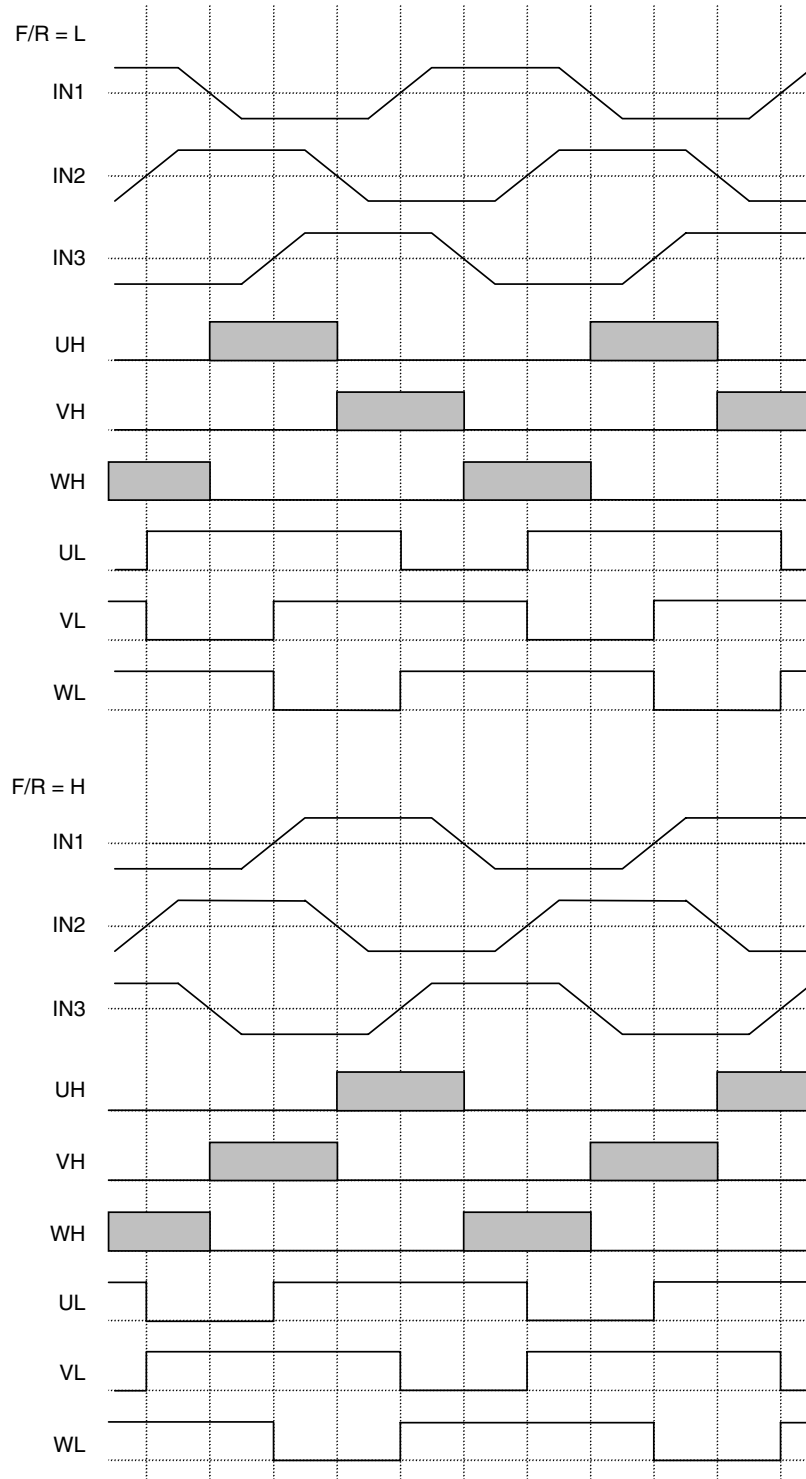 F/R = L
IN1
IN2
IN3
UH
VH
WH
UL
VL
WL
F/R = H
IN1
IN2
IN3
UH
VH
WH
UL
VL
WL